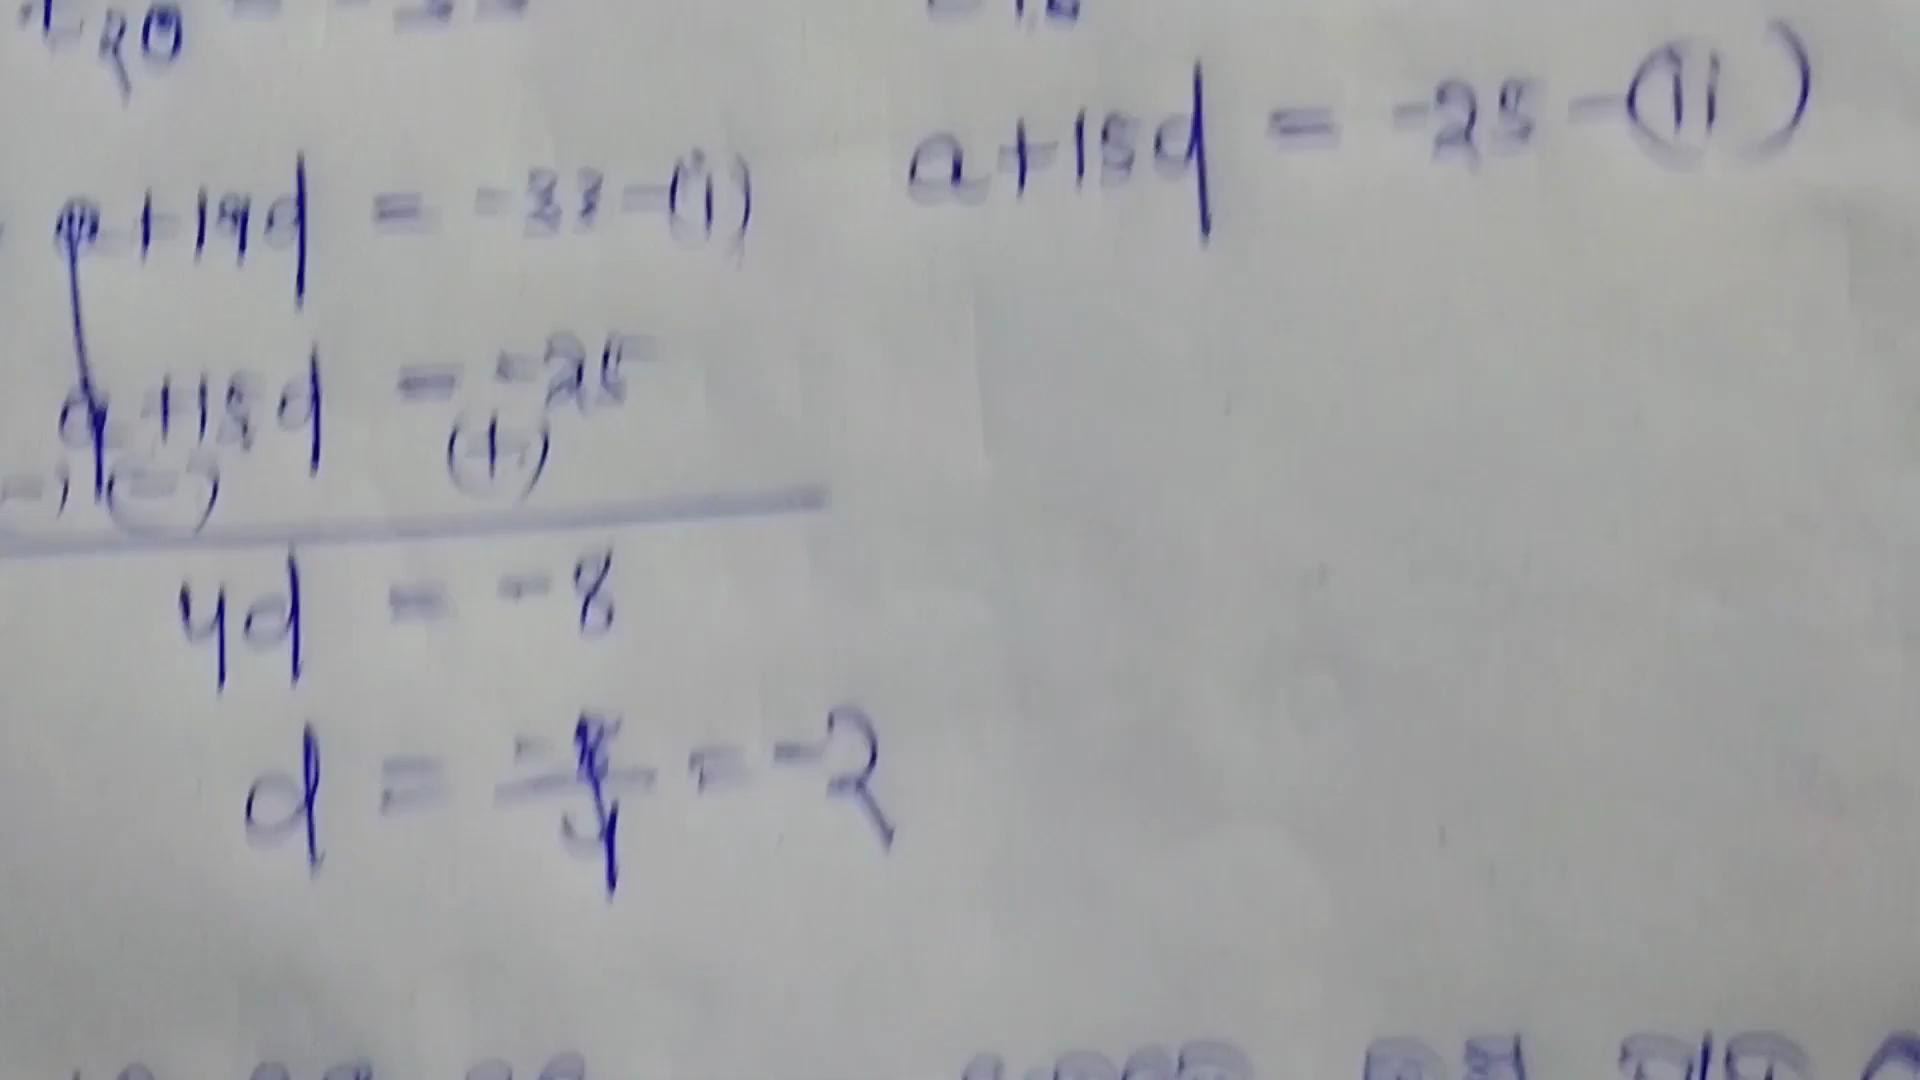 a+15d = -25 -(ii)
a+19d = -33 -(i)
a+15d = -25
(-) (+)
4d = -8
d = -8/4 = -2